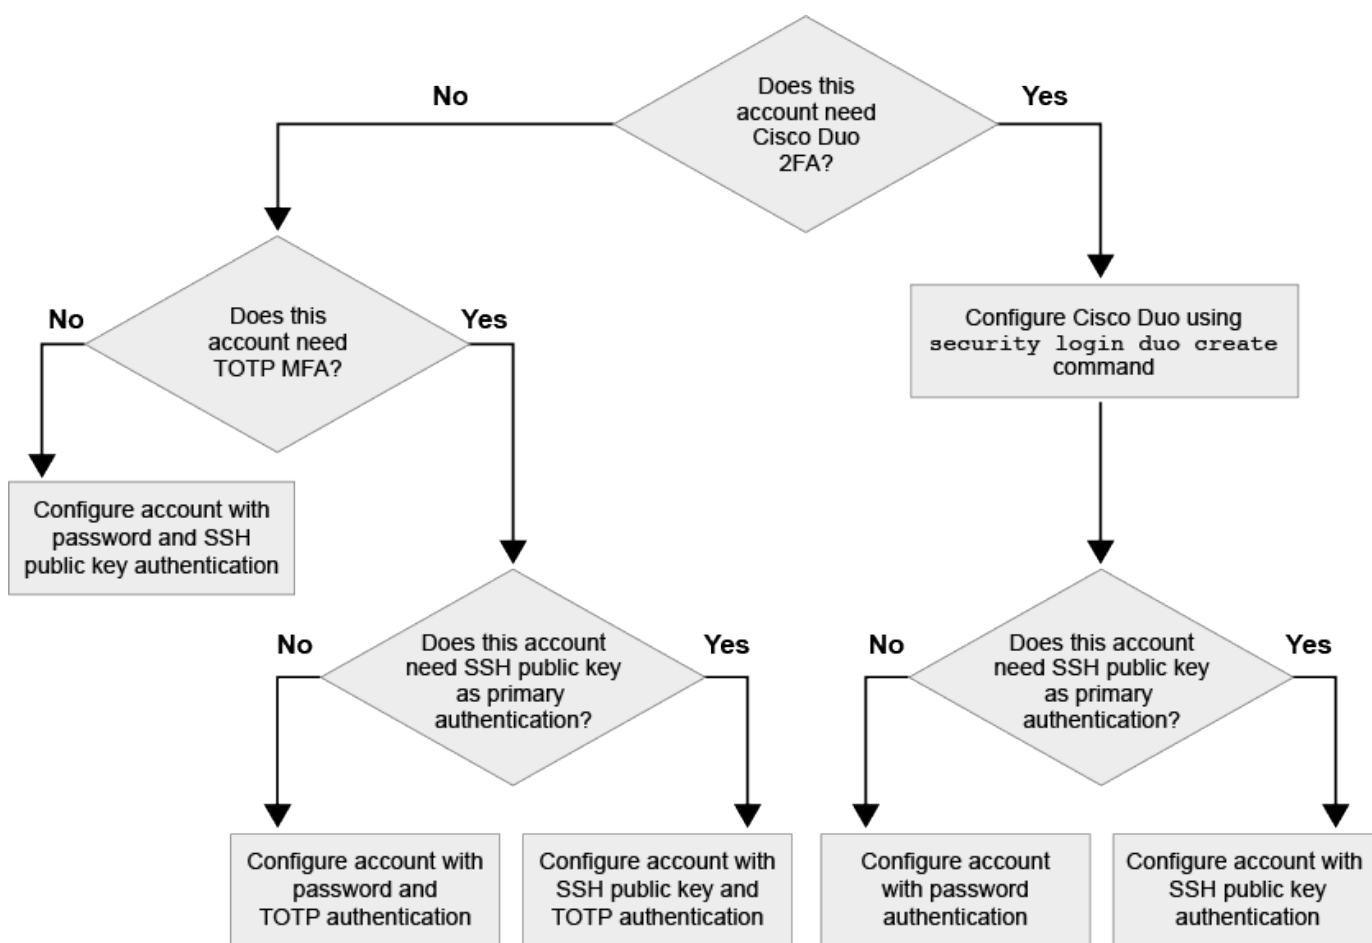 Does this
account need
Cisco Duo
2FA?
No
Yes
Does this
account need
TOTP MFA?
No
Yes
Configure Cisco Duo using
security login duo create
command
Configure account with
password and SSH
public key authentication
Does this account
need SSH public key
as primary
authentication?
No
Yes
Does this account
need SSH public key
as primary
authentication?
No
Yes
Configure account with
password and
TOTP authentication
Configure account with
SSH public key and
TOTP authentication
Configure account
with password
authentication
Configure account with
SSH public key
authentication